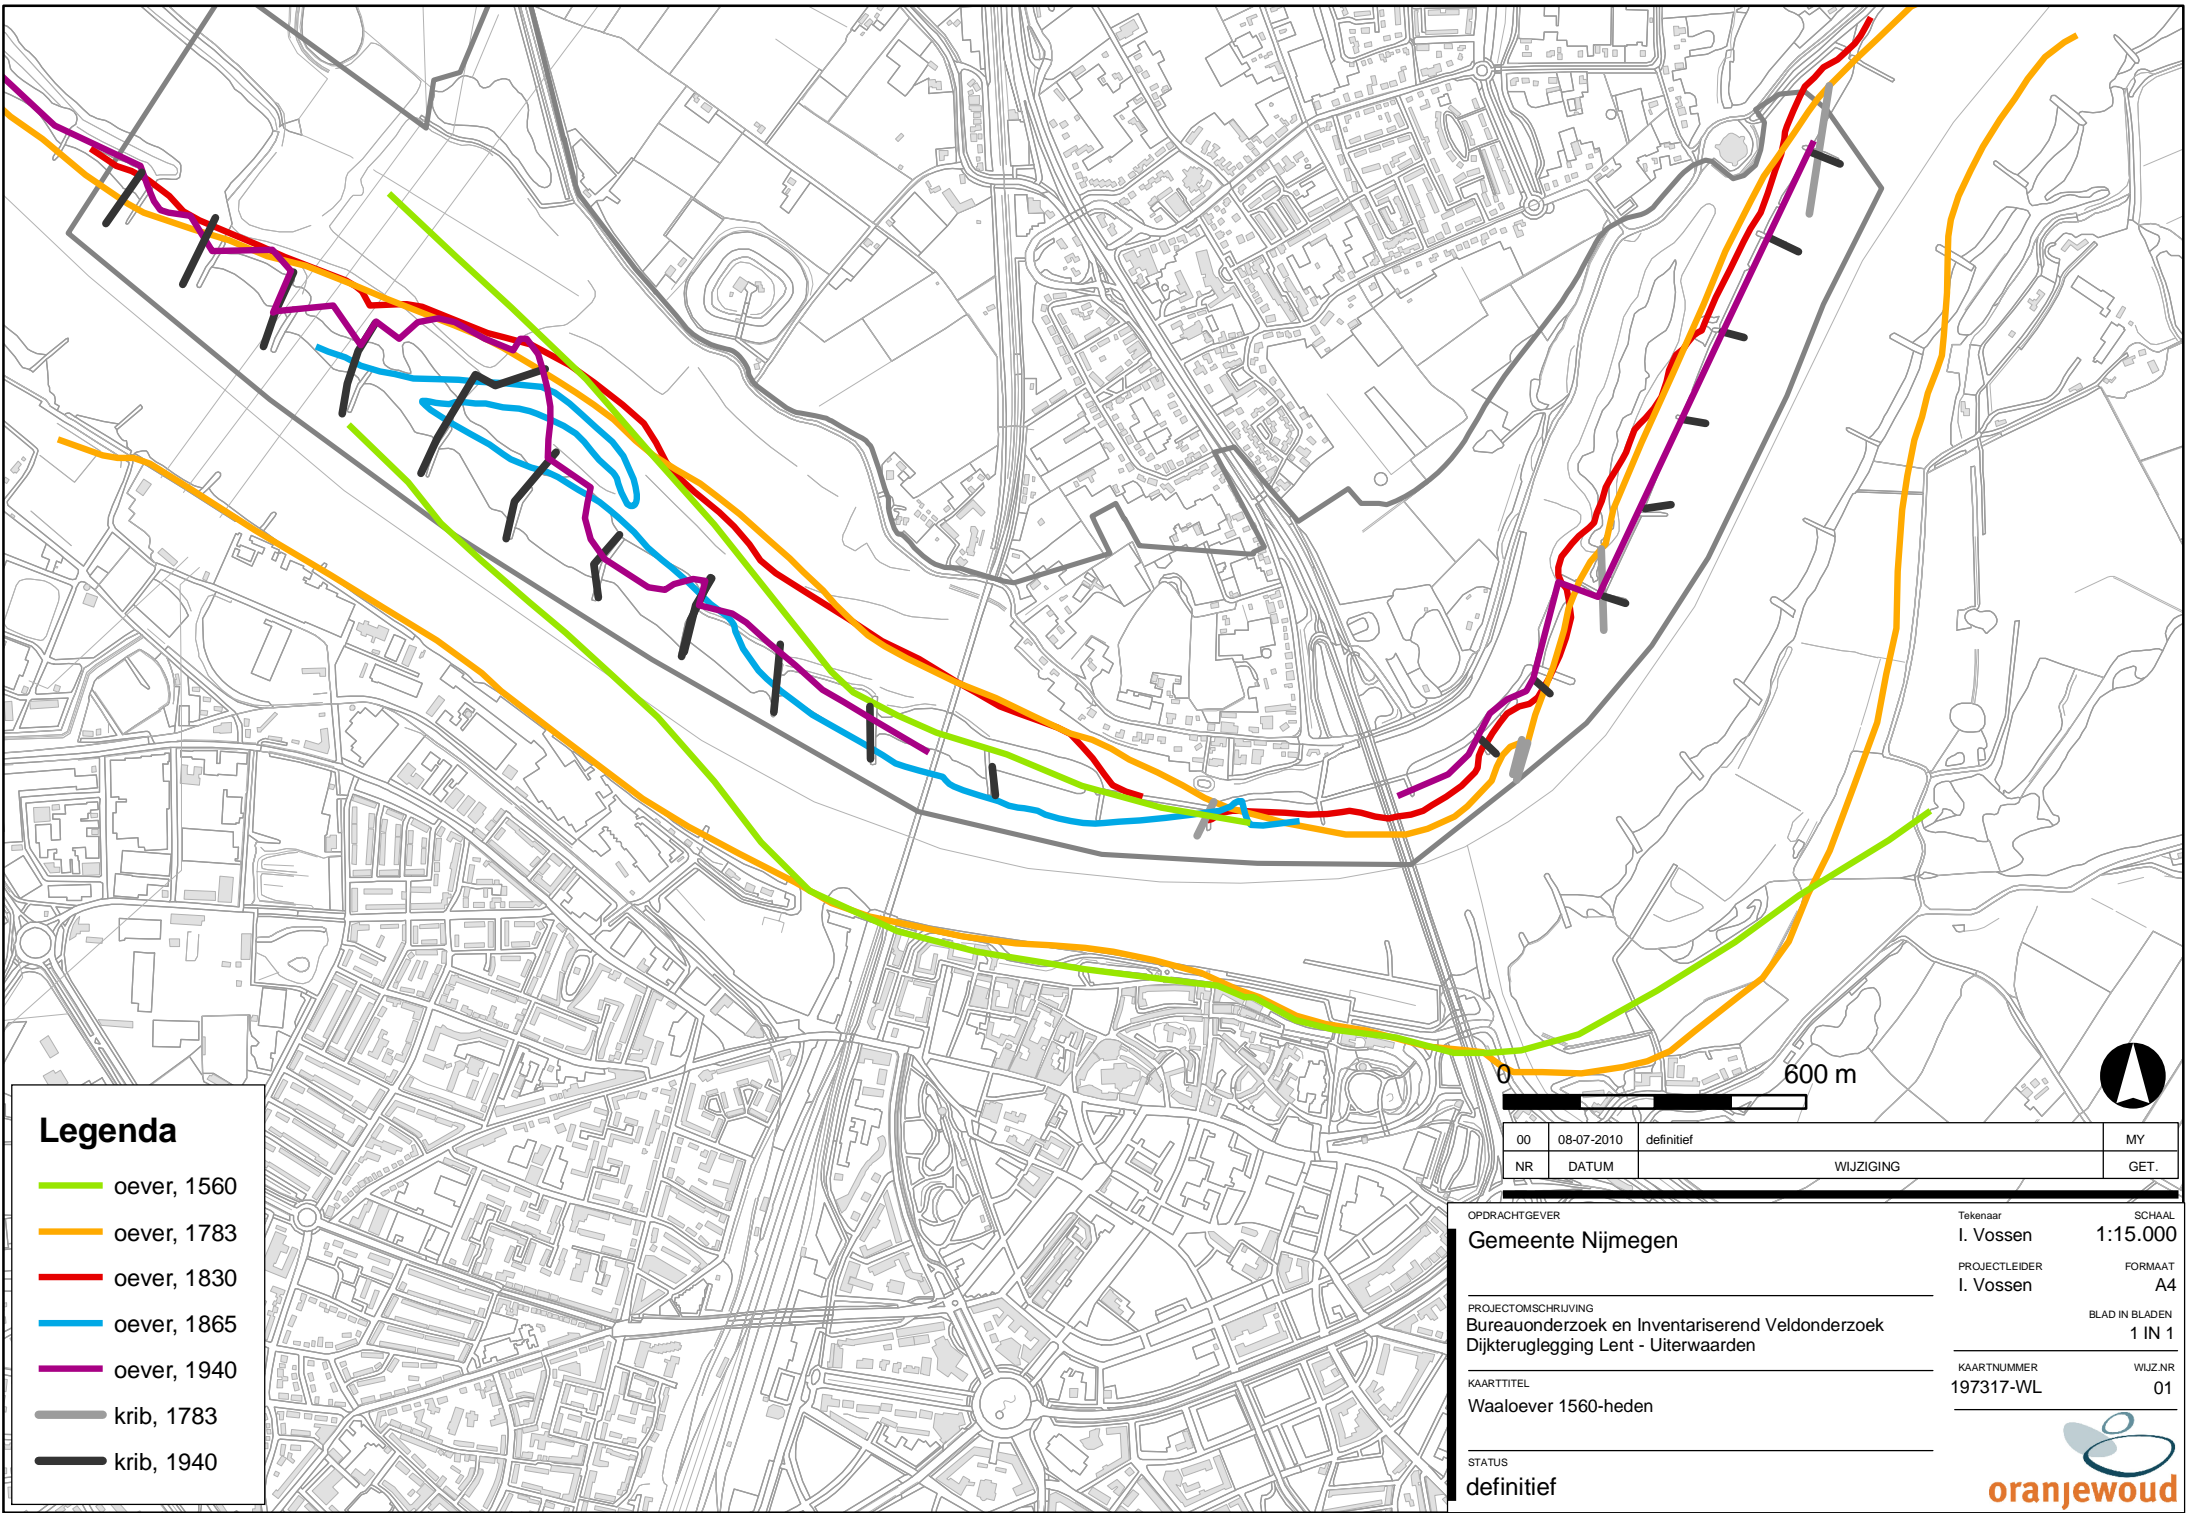 Legenda
oever, 1560
oever, 1783
oever, 1830
oever, 1865
oever, 1940
krib, 1783
krib, 1940
0 600 m
00 08-07-2010 definitief MY
NR DATUM WIJZIGING GET.
OPDRACHTGEVER
Gemeente Nijmegen
PROJECTOMSCHRIJVING
Bureauonderzoek en Inventariserend Veldonderzoek
Dijkteruglegging Lent - Uiterwaarden
KAARTTITEL
Waaloever 1560-heden
STATUS
definitief
Tekenaar SCHAAL
I. Vossen 1:15.000
PROJECTLEIDER FORMAAT
I. Vossen A4
BLAD IN BLADEN
1 IN 1
KAARTNUMMER WIJZ.NR
197317-WL 01
oranjewoud